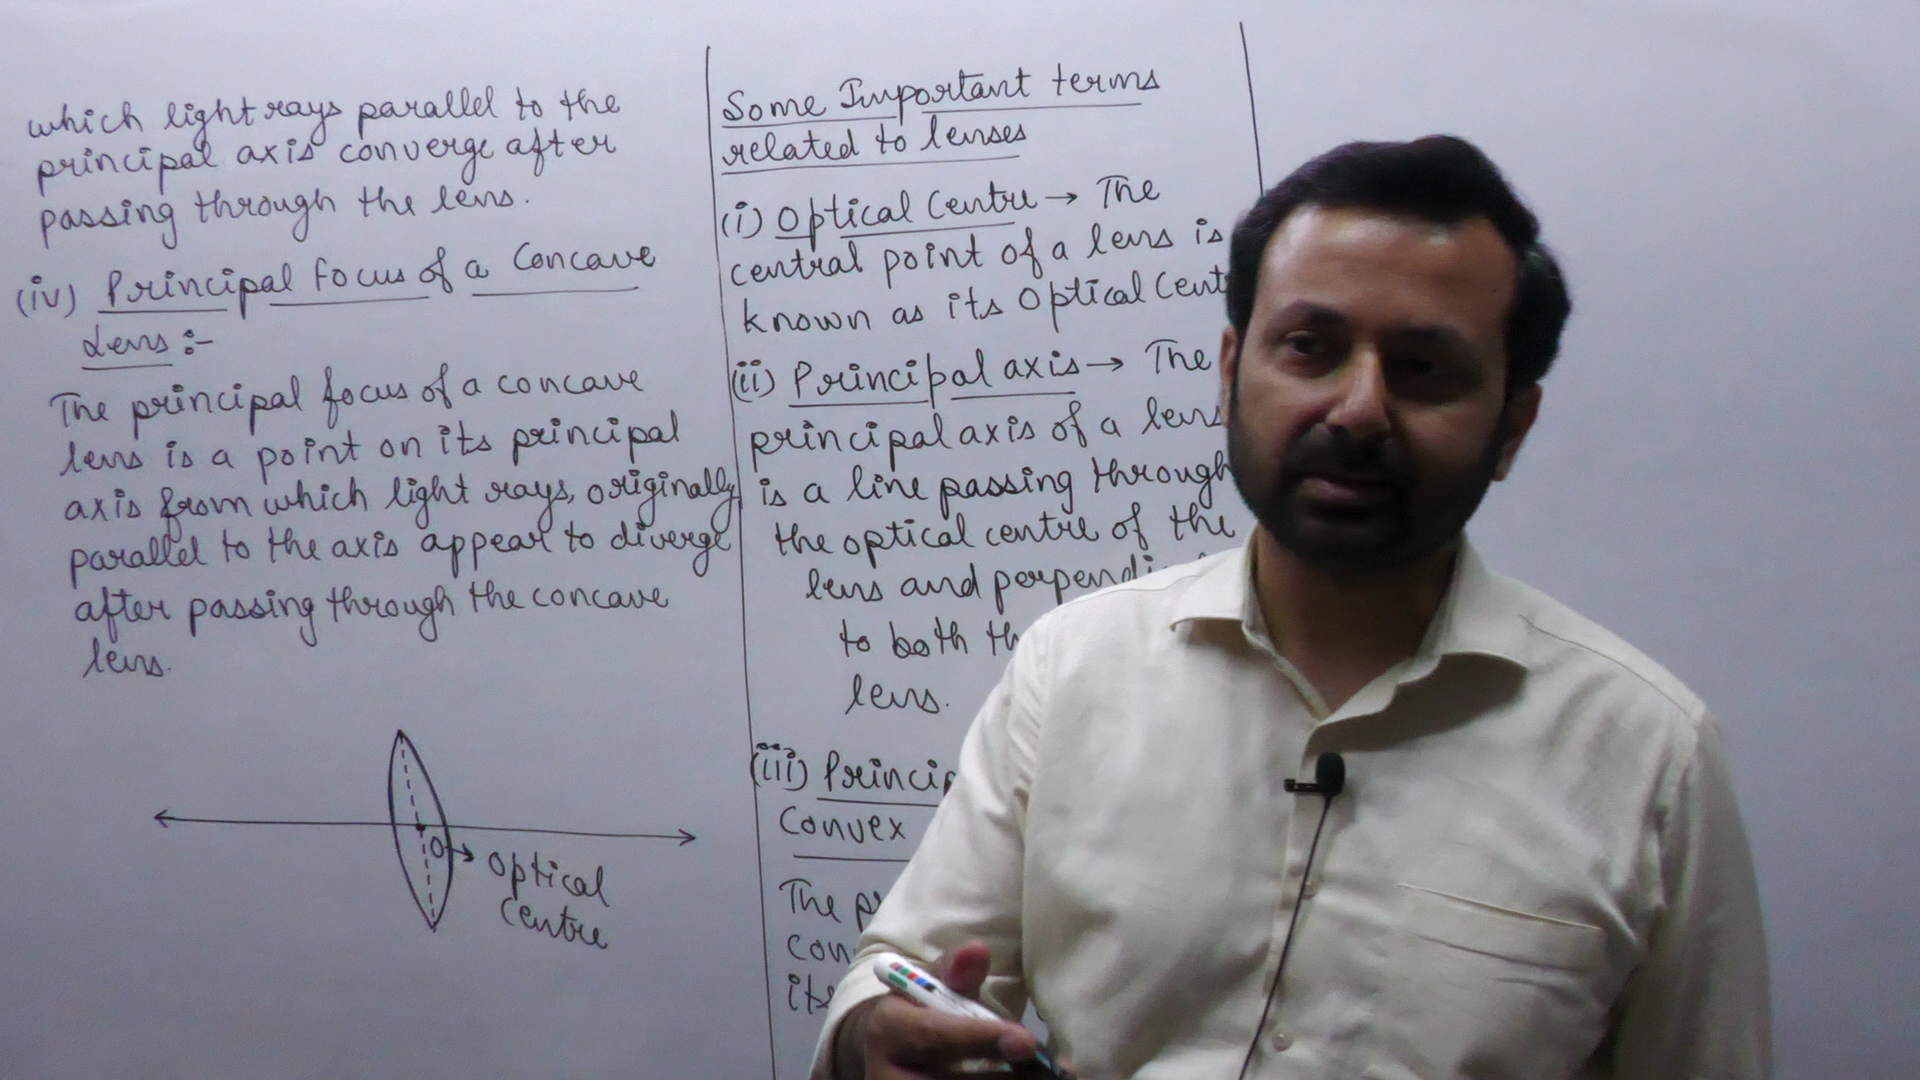 Some Important terms
related to lenses
(i) Optical Centre → The
central point of a lens is
known as its Optical
(ii) Principal axis → The
principal axis of a lens
is a line passing through
the optical centre of the
lens and
to both
lens.
(iii)
Convex
The
its
which light rays parallel to the
principal axis converge after
passing through the lens.
(iv) Principal focus of a Concave
Lens :-
The principal focus of a concave
lens is a point on its principal
axis from which light rays, originally
parallel to the axis appear to diverge
after passing through the concave
lens.
O → Optical
Centre